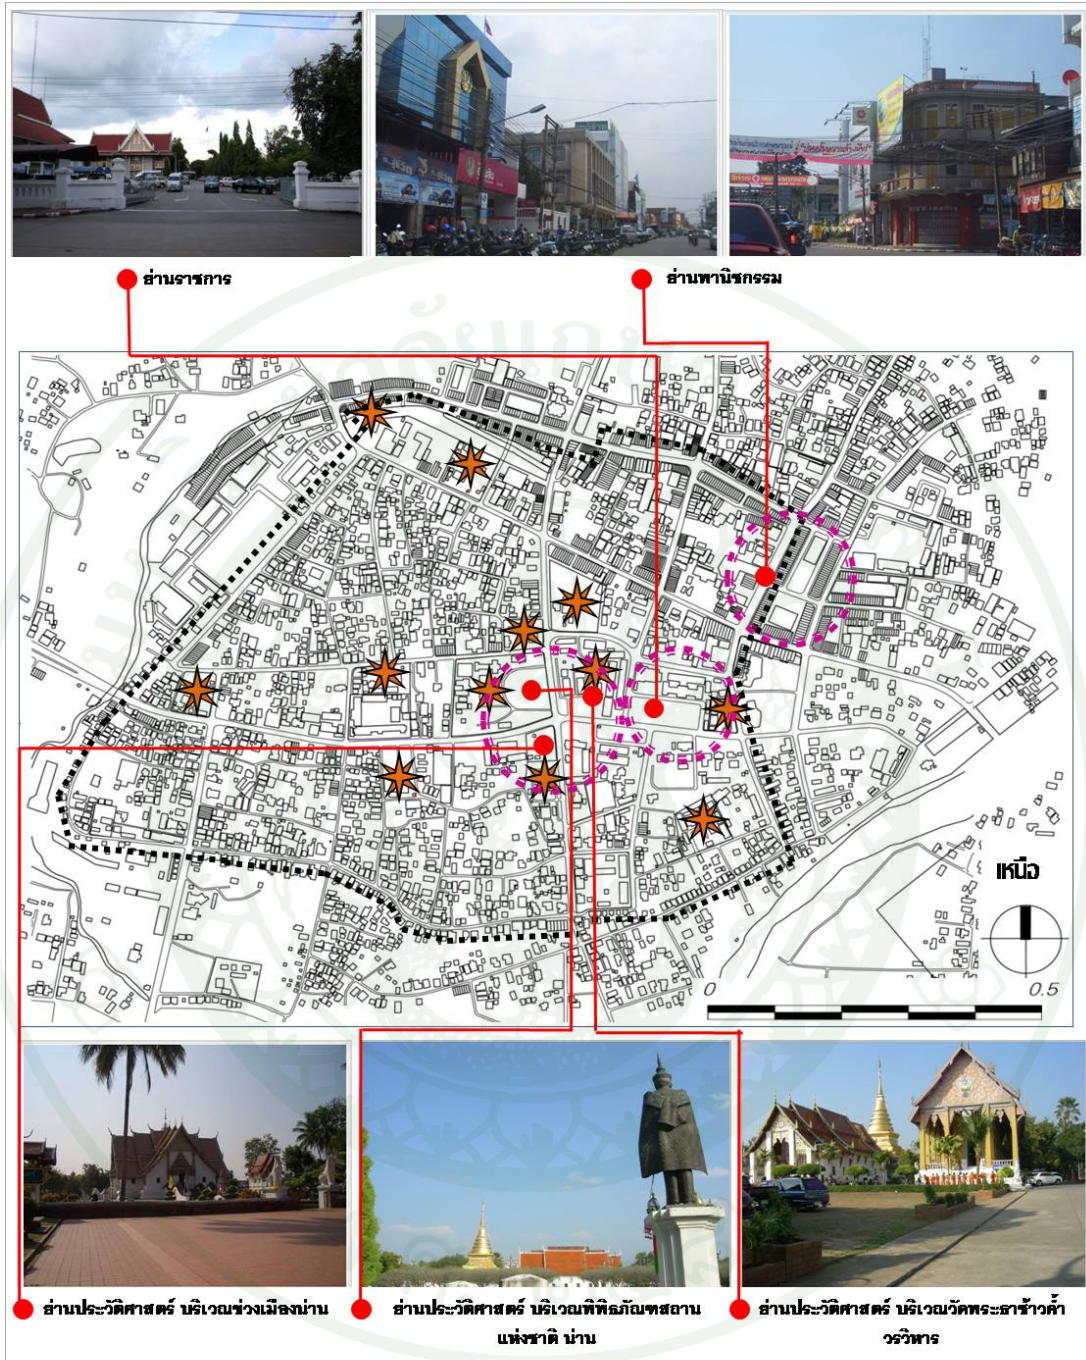 ย่านราชการ
ย่านพานิชกรรม
เหนือ
0 0.5
ย่านประวัติศาสตร์ บริเวณข่วงเมืองน่าน
ย่านประวัติศาสตร์ บริเวณพิพิธภัณฑสถาน
แห่งชาติ น่าน
ย่านประวัติศาสตร์ บริเวณวัดพระธาช้าวค้ำ
วรวิหาร